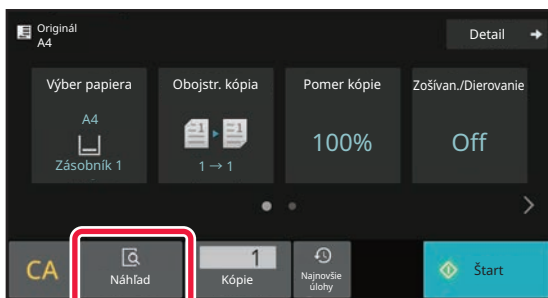 Originál
A4
Detail
Výber papiera
A4
Zásobník 1
Obojstr. kópia
1 → 1
Pomer kópie
100%
Zošívan./Dierovanie
Off
CA
Náhľad
1
Kópie
Najnovšie
úlohy
Štart